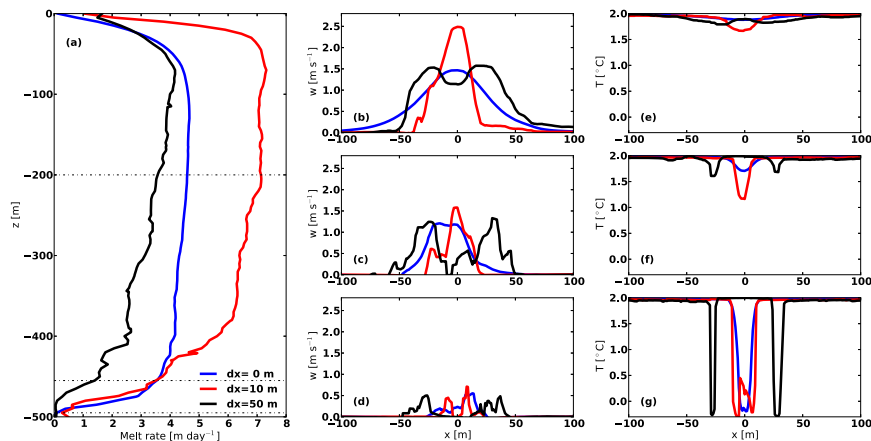 (a)
0
−100
−200
−300
−400
−500
z [m]
0 1 2 3 4 5 6 7 8
Melt rate [m day⁻¹]
dx= 0 m
dx=10 m
dx=50 m
2.5
2.0
1.5
1.0
0.5
0.0
w [m s⁻¹]
(b)
−100 −50 0 50 100
2.5
2.0
1.5
1.0
0.5
0.0
w [m s⁻¹]
(c)
−100 −50 0 50 100
2.5
2.0
1.5
1.0
0.5
0.0
w [m s⁻¹]
(d)
−100 −50 0 50 100
x [m]
2.0
1.5
1.0
0.5
0.0
T [°C]
(e)
−100 −50 0 50 100
2.0
1.5
1.0
0.5
0.0
T [°C]
(f)
−100 −50 0 50 100
2.0
1.5
1.0
0.5
0.0
T [°C]
(g)
−100 −50 0 50 100
x [m]